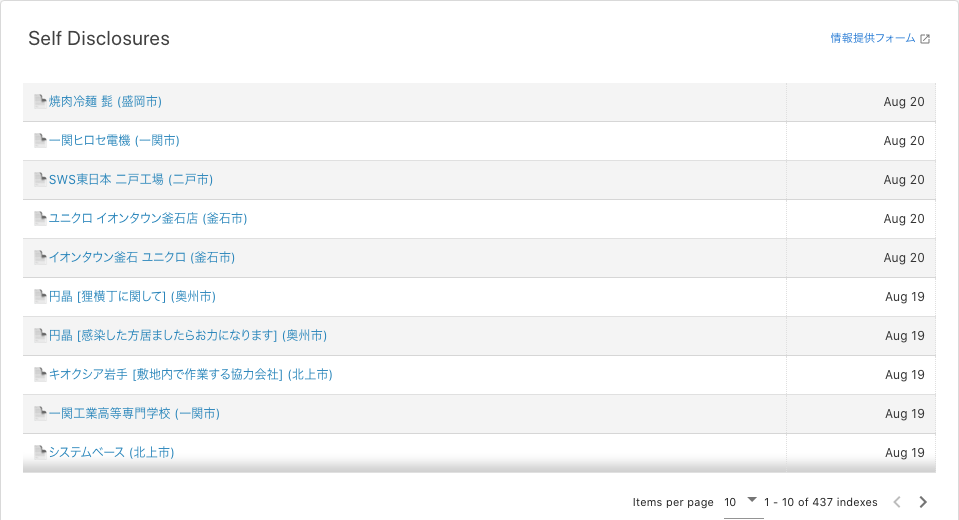 Self Disclosures
情報提供フォーム
焼肉冷麺 髭 (盛岡市) Aug 20
一関ヒロセ電機 (一関市) Aug 20
SWS東日本 二戸工場 (二戸市) Aug 20
ユニクロ イオンタウン釜石店 (釜石市) Aug 20
イオンタウン釜石 ユニクロ (釜石市) Aug 20
円晶 [狸横丁に関して] (奥州市) Aug 19
円晶 [感染した方居ましたらお力になります] (奥州市) Aug 19
キオクシア岩手 [敷地内で作業する協力会社] (北上市) Aug 19
一関工業高等専門学校 (一関市) Aug 19
システムベース (北上市) Aug 19
Items per page 10 1 - 10 of 437 indexes